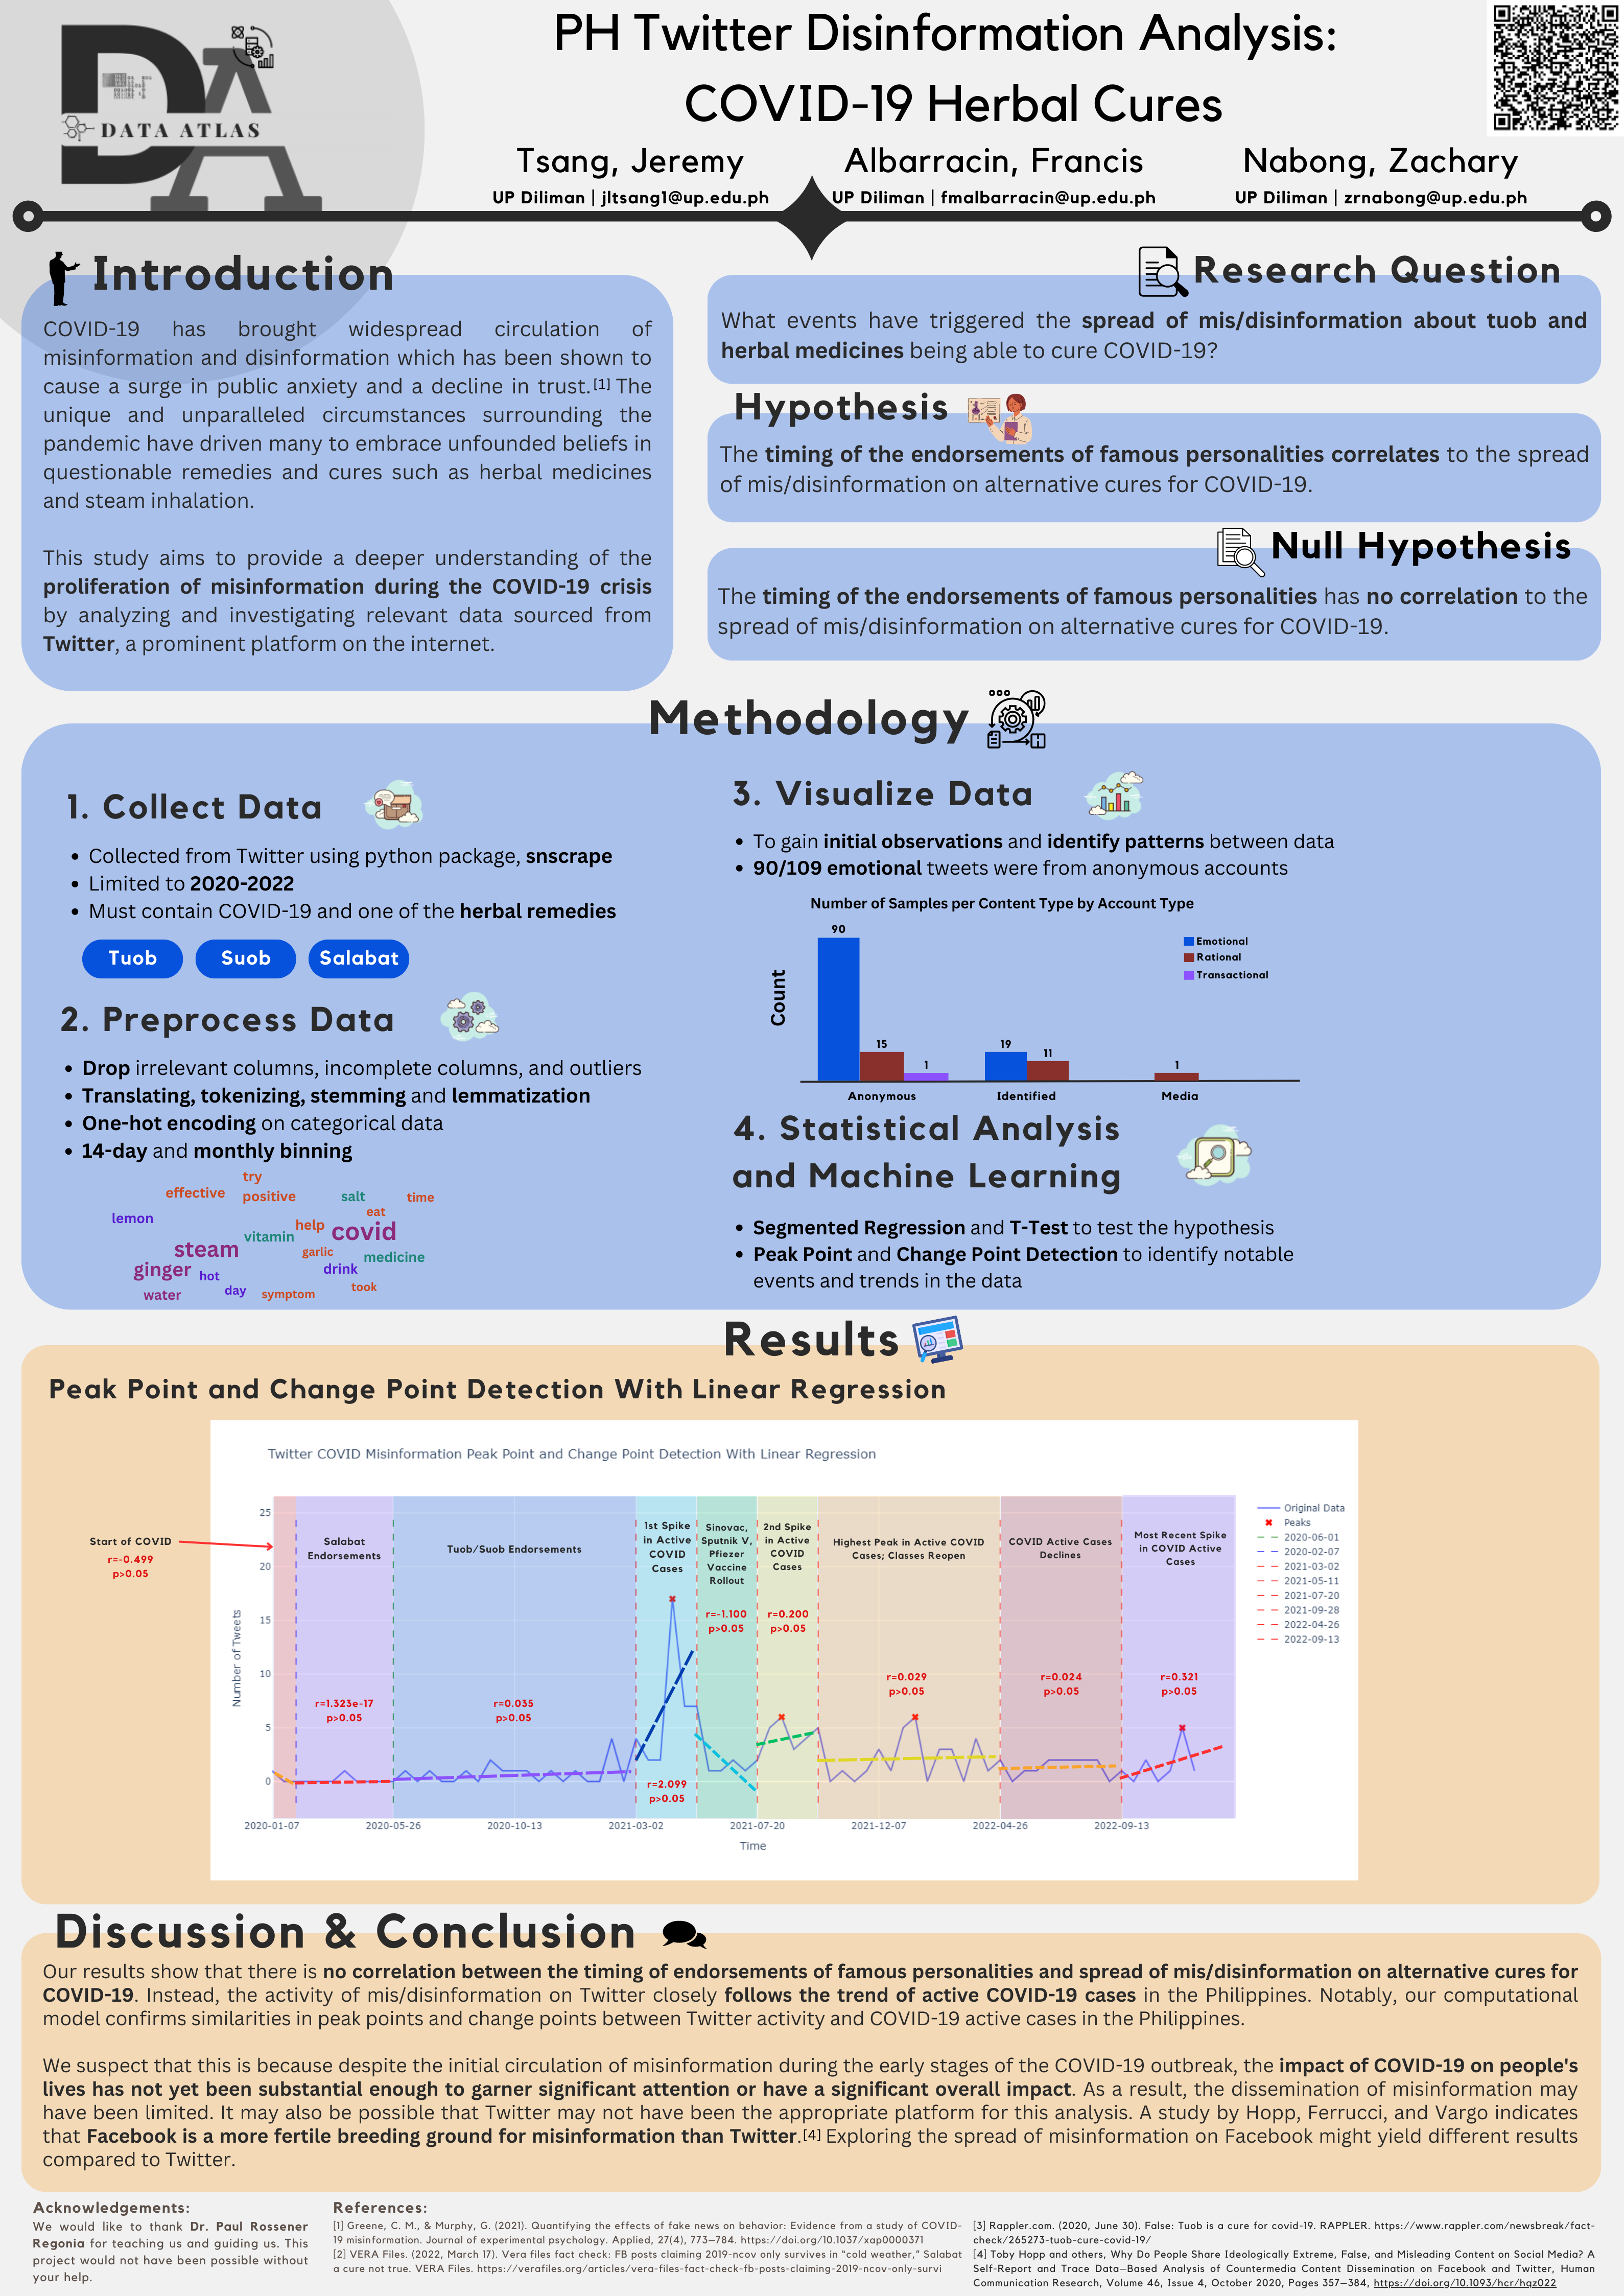 DATA ATLAS
PH Twitter Disinformation Analysis:
COVID-19 Herbal Cures
Tsang, Jeremy
UP Diliman | jltsang1@up.edu.ph
Albarracin, Francis
UP Diliman | fmalbarracin@up.edu.ph
Nabong, Zachary
UP Diliman | zrnabong@up.edu.ph
Introduction
COVID-19 has brought widespread circulation of
misinformation and disinformation which has been shown to
cause a surge in public anxiety and a decline in trust.[1] The
unique and unparalleled circumstances surrounding the
pandemic have driven many to embrace unfounded beliefs in
questionable remedies and cures such as herbal medicines
and steam inhalation.
This study aims to provide a deeper understanding of the
proliferation of misinformation during the COVID-19 crisis
by analyzing and investigating relevant data sourced from
Twitter, a prominent platform on the internet.
Research Question
What events have triggered the spread of mis/disinformation about tuob and
herbal medicines being able to cure COVID-19?
Hypothesis
The timing of the endorsements of famous personalities correlates to the spread
of mis/disinformation on alternative cures for COVID-19.
Null Hypothesis
The timing of the endorsements of famous personalities has no correlation to the
spread of mis/disinformation on alternative cures for COVID-19.
Methodology
1. Collect Data
• Collected from Twitter using python package, snscrape
• Limited to 2020-2022
• Must contain COVID-19 and one of the herbal remedies
Tuob Suob Salabat
2. Preprocess Data
• Drop irrelevant columns, incomplete columns, and outliers
• Translating, tokenizing, stemming and lemmatization
• One-hot encoding on categorical data
• 14-day and monthly binning
try
effective positive salt time
lemon eat
help covid
vitamin
steam garlic medicine
ginger hot drink
water day symptom took
3. Visualize Data
• To gain initial observations and identify patterns between data
• 90/109 emotional tweets were from anonymous accounts
Number of Samples per Content Type by Account Type
90
Emotional
Rational
Transactional
Count
15
1
19
11
1
Anonymous Identified Media
4. Statistical Analysis
and Machine Learning
• Segmented Regression and T-Test to test the hypothesis
• Peak Point and Change Point Detection to identify notable
events and trends in the data
Results
Peak Point and Change Point Detection With Linear Regression
Twitter COVID Misinformation Peak Point and Change Point Detection With Linear Regression
Start of COVID
r=-0.499
p>0.05
Number of Tweets
25
20
15
10
5
0
Salabat
Endorsements
r=1.323e-17
p>0.05
Tuob/Suob Endorsements
r=0.035
p>0.05
1st Spike
in Active
COVID
Cases
r=2.099
p>0.05
Sinovac,
Sputnik V,
Pfiezer
Vaccine
Rollout
r=-1.100
p>0.05
2nd Spike
in Active
COVID
Cases
r=0.200
p>0.05
Highest Peak in Active COVID
Cases; Classes Reopen
r=0.029
p>0.05
COVID Active Cases
Declines
r=0.024
p>0.05
Most Recent Spike
in COVID Active
Cases
r=0.321
p>0.05
Original Data
Peaks
2020-06-01
2020-02-07
2021-03-02
2021-05-11
2021-07-20
2021-09-28
2022-04-26
2022-09-13
2020-01-07 2020-05-26 2020-10-13 2021-03-02 2021-07-20 2021-12-07 2022-04-26 2022-09-13
Time
Discussion & Conclusion
Our results show that there is no correlation between the timing of endorsements of famous personalities and spread of mis/disinformation on alternative cures for
COVID-19. Instead, the activity of mis/disinformation on Twitter closely follows the trend of active COVID-19 cases in the Philippines. Notably, our computational
model confirms similarities in peak points and change points between Twitter activity and COVID-19 active cases in the Philippines.
We suspect that this is because despite the initial circulation of misinformation during the early stages of the COVID-19 outbreak, the impact of COVID-19 on people's
lives has not yet been substantial enough to garner significant attention or have a significant overall impact. As a result, the dissemination of misinformation may
have been limited. It may also be possible that Twitter may not have been the appropriate platform for this analysis. A study by Hopp, Ferrucci, and Vargo indicates
that Facebook is a more fertile breeding ground for misinformation than Twitter.[4] Exploring the spread of misinformation on Facebook might yield different results
compared to Twitter.
Acknowledgements:
We would like to thank Dr. Paul Rossener
Regonia for teaching us and guiding us. This
project would not have been possible without
your help.
References:
[1] Greene, C. M., & Murphy, G. (2021). Quantifying the effects of fake news on behavior: Evidence from a study of COVID-
19 misinformation. Journal of experimental psychology. Applied, 27(4), 773–784. https://doi.org/10.1037/xap0000371
[2] VERA Files. (2022, March 17). Vera files fact check: FB posts claiming 2019-ncov only survives in "cold weather," Salabat
a cure not true. VERA Files. https://verafiles.org/articles/vera-files-fact-check-fb-posts-claiming-2019-ncov-only-survi
[3] Rappler.com. (2020, June 30). False: Tuob is a cure for covid-19. RAPPLER. https://www.rappler.com/newsbreak/fact-
check/265273-tuob-cure-covid-19/
[4] Toby Hopp and others, Why Do People Share Ideologically Extreme, False, and Misleading Content on Social Media? A
Self-Report and Trace Data–Based Analysis of Countermedia Content Dissemination on Facebook and Twitter, Human
Communication Research, Volume 46, Issue 4, October 2020, Pages 357–384, https://doi.org/10.1093/hcr/hqz022